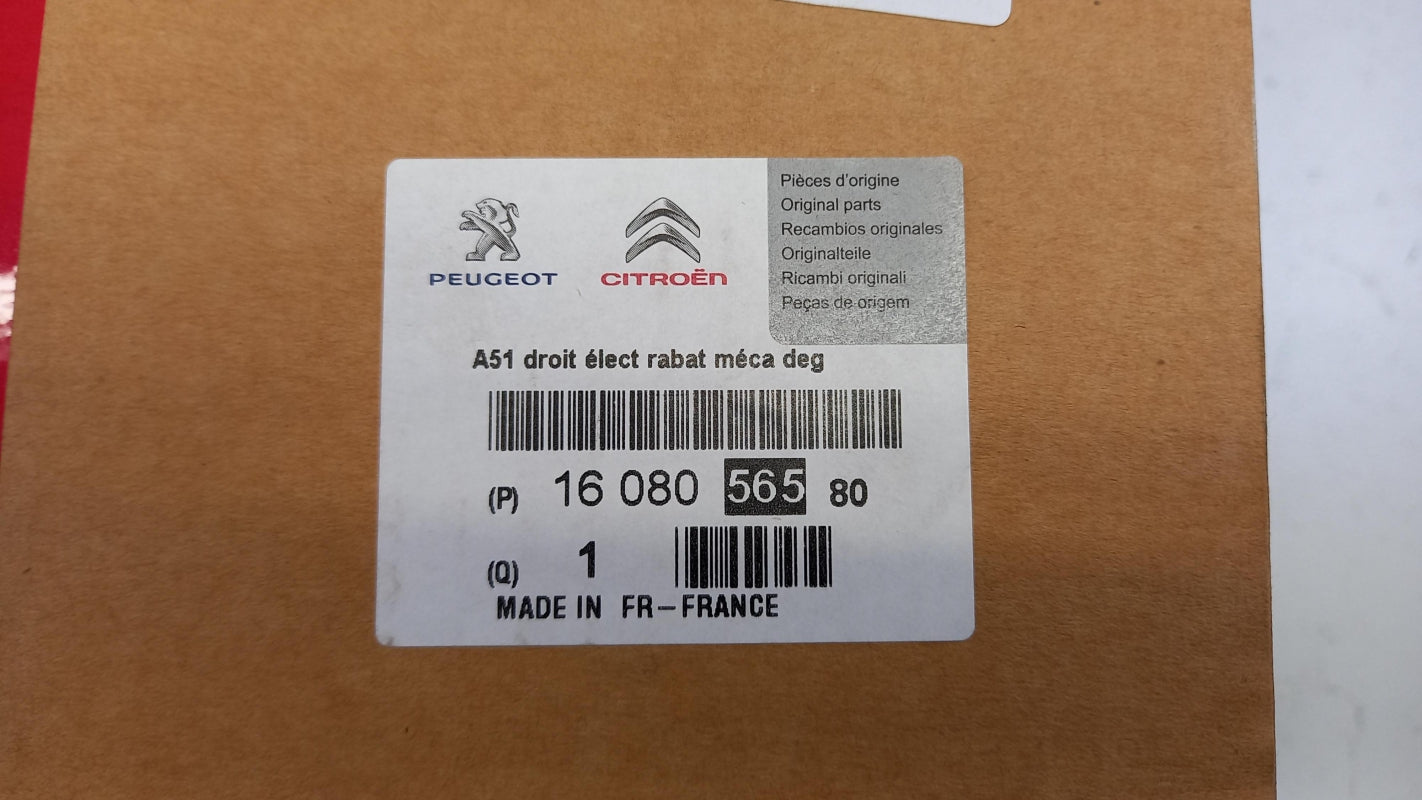 PEUGEOT
CITROËN
Pièces d'origine
Original parts
Recambios originales
Originalteile
Ricambi originali
Peças de origem
A51 droit élect rabat méca deg
(P) 16 080 565 80
(Q) 1
MADE IN FR-FRANCE